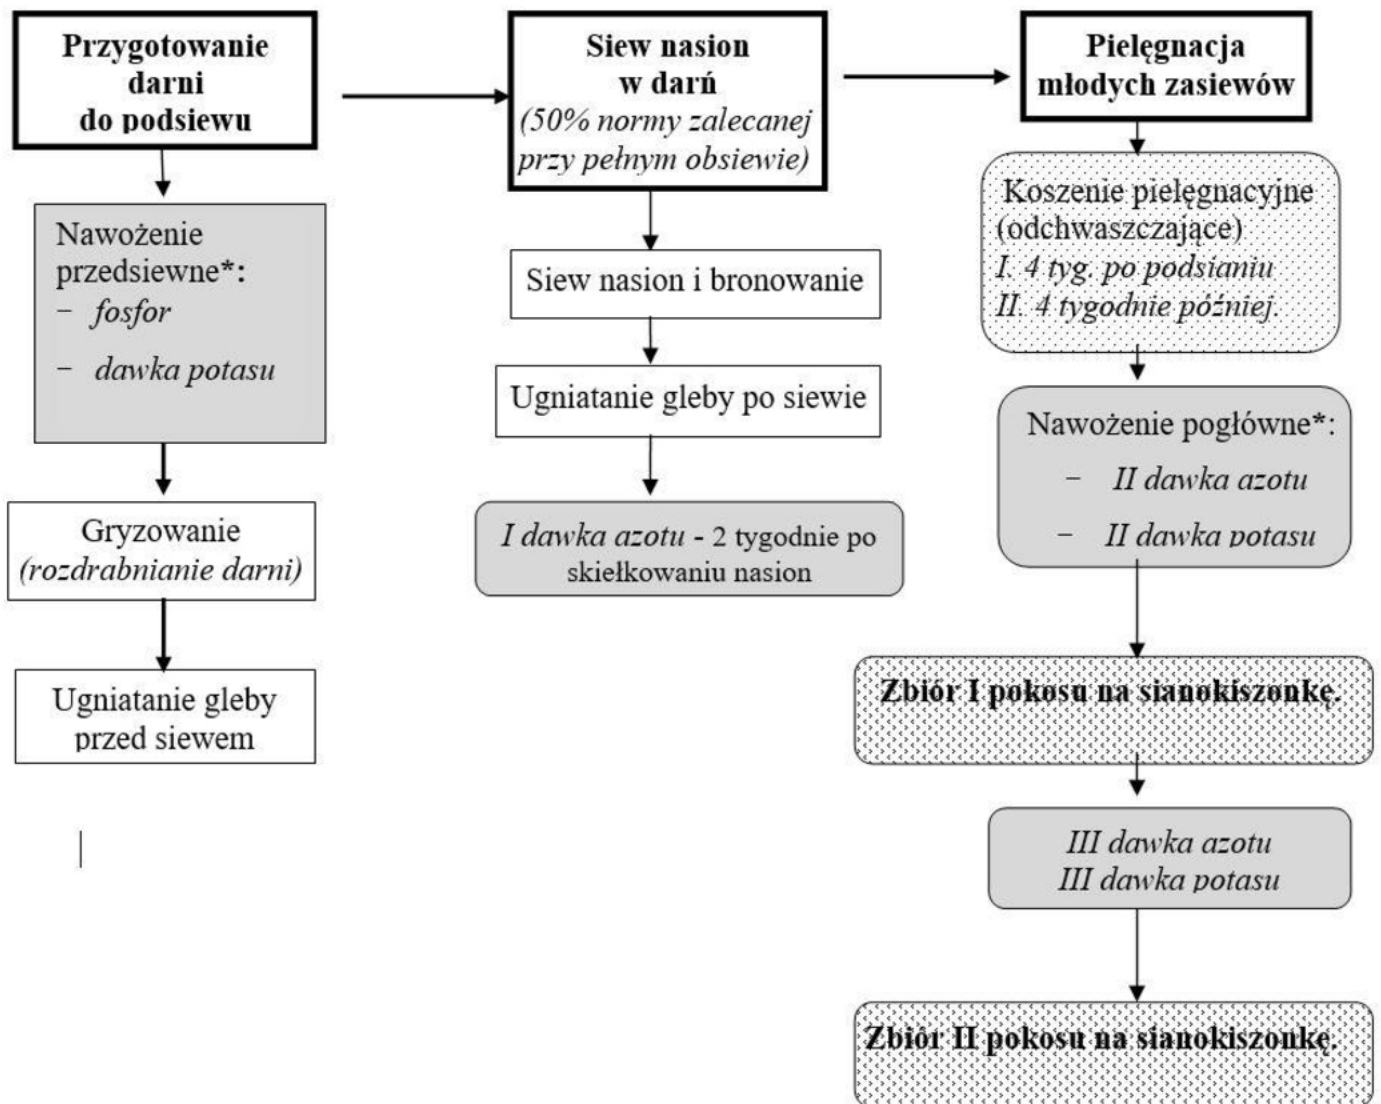 Przygotowanie
darni
do podsiewu
Nawożenie
przedsiewne*:
– fosfor
– dawka potasu
Gryzowanie
(rozdrabnianie darni)
Ugniatanie gleby
przed siewem
Siew nasion
w darń
(50% normy zalecanej
przy pełnym obsiewie)
Siew nasion i bronowanie
Ugniatanie gleby po siewie
I dawka azotu - 2 tygodnie po
skiełkowaniu nasion
Pielęgnacja
młodych zasiewów
Koszenie pielęgnacyjne
(odchwaszczające)
I. 4 tyg. po podsianiu
II. 4 tygodnie później.
Nawożenie pogłówne*:
– II dawka azotu
– II dawka potasu
Zbiór I pokosu na sianokiszonkę.
III dawka azotu
III dawka potasu
Zbiór II pokosu na sianokiszonkę.